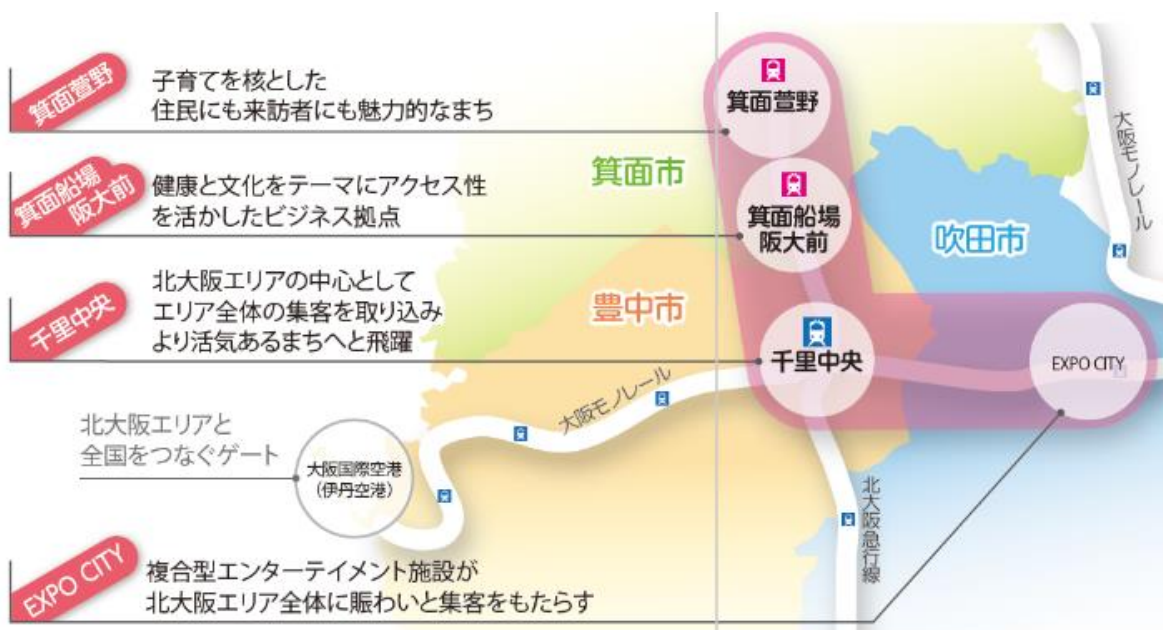 箕面萱野
子育てを核とした
住民にも来訪者にも魅力的なまち
箕面船場
阪大前
健康と文化をテーマにアクセス性
を活かしたビジネス拠点
千里中央
北大阪エリアの中心として
エリア全体の集客を取り込み
より活気あるまちへと飛躍
北大阪エリアと
全国をつなぐゲート
大阪国際空港
（伊丹空港）
EXPO CITY
複合型エンターテイメント施設が
北大阪エリア全体に賑わいと集客をもたらす
箕面萱野
箕面市
箕面船場
阪大前
吹田市
豊中市
千里中央
EXPO CITY
大阪モノレール
大阪モノレール
北大阪急行線